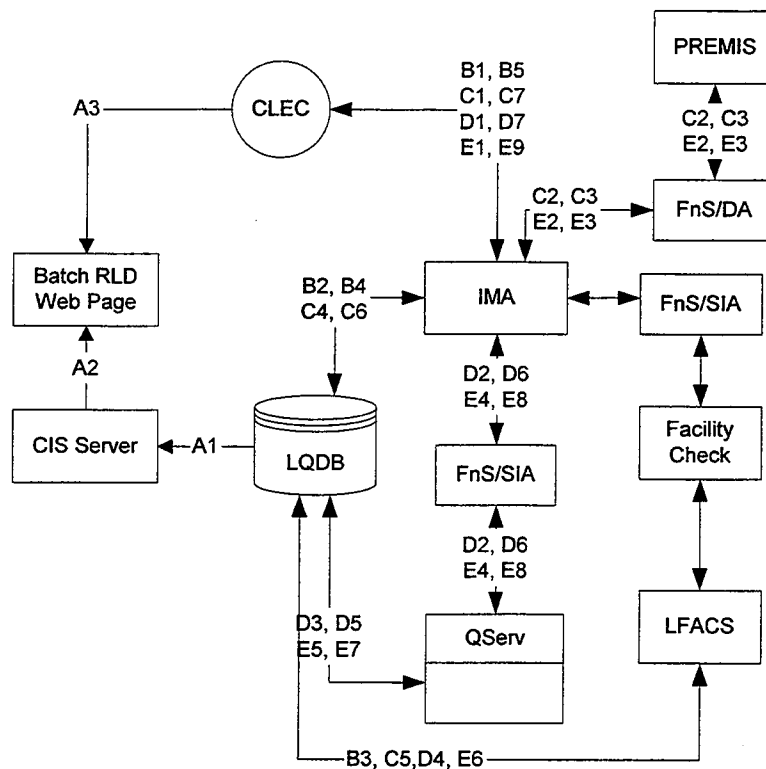 PREMIS
B1, B5
C1, C7
D1, D7
E1, E9
A3
CLEC
C2, C3
E2, E3
C2, C3
E2, E3
FnS/DA
Batch RLD
Web Page
B2, B4
C4, C6
IMA
FnS/SIA
A2
D2, D6
E4, E8
CIS Server
A1
LQDB
FnS/SIA
Facility
Check
D2, D6
E4, E8
D3, D5
E5, E7
QServ
LFACS
B3, C5,D4, E6